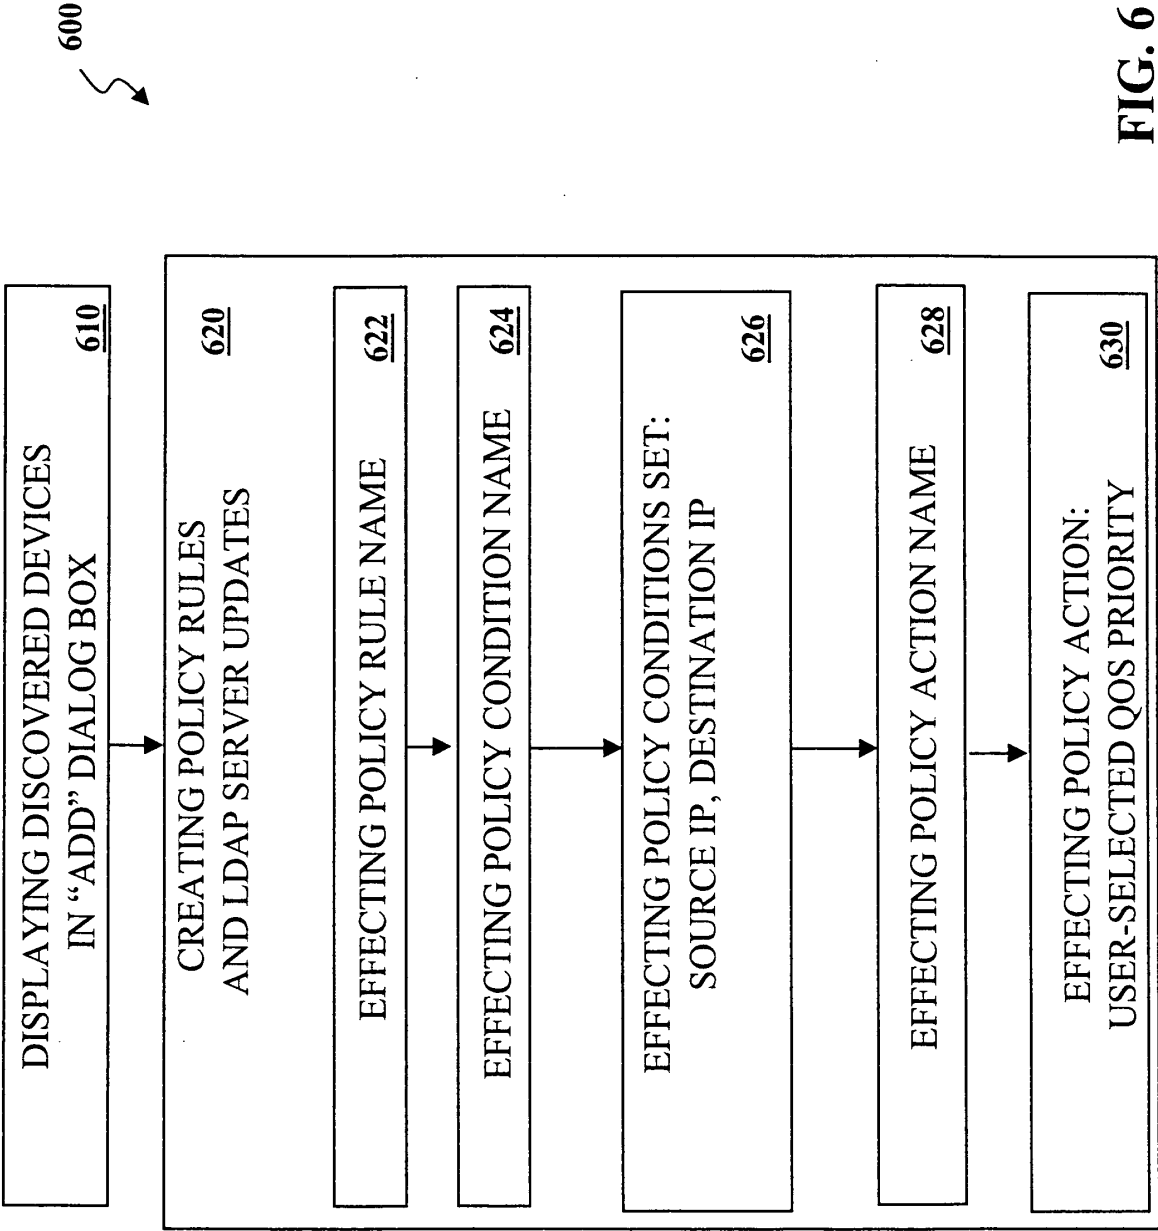 600
DISPLAYING DISCOVERED DEVICES
IN “ADD” DIALOG BOX
610
CREATING POLICY RULES
AND LDAP SERVER UPDATES
620
EFFECTING POLICY RULE NAME
622
EFFECTING POLICY CONDITION NAME
624
EFFECTING POLICY CONDITIONS SET:
SOURCE IP, DESTINATION IP
626
EFFECTING POLICY ACTION NAME
628
EFFECTING POLICY ACTION:
USER-SELECTED QOS PRIORITY
630
FIG. 6